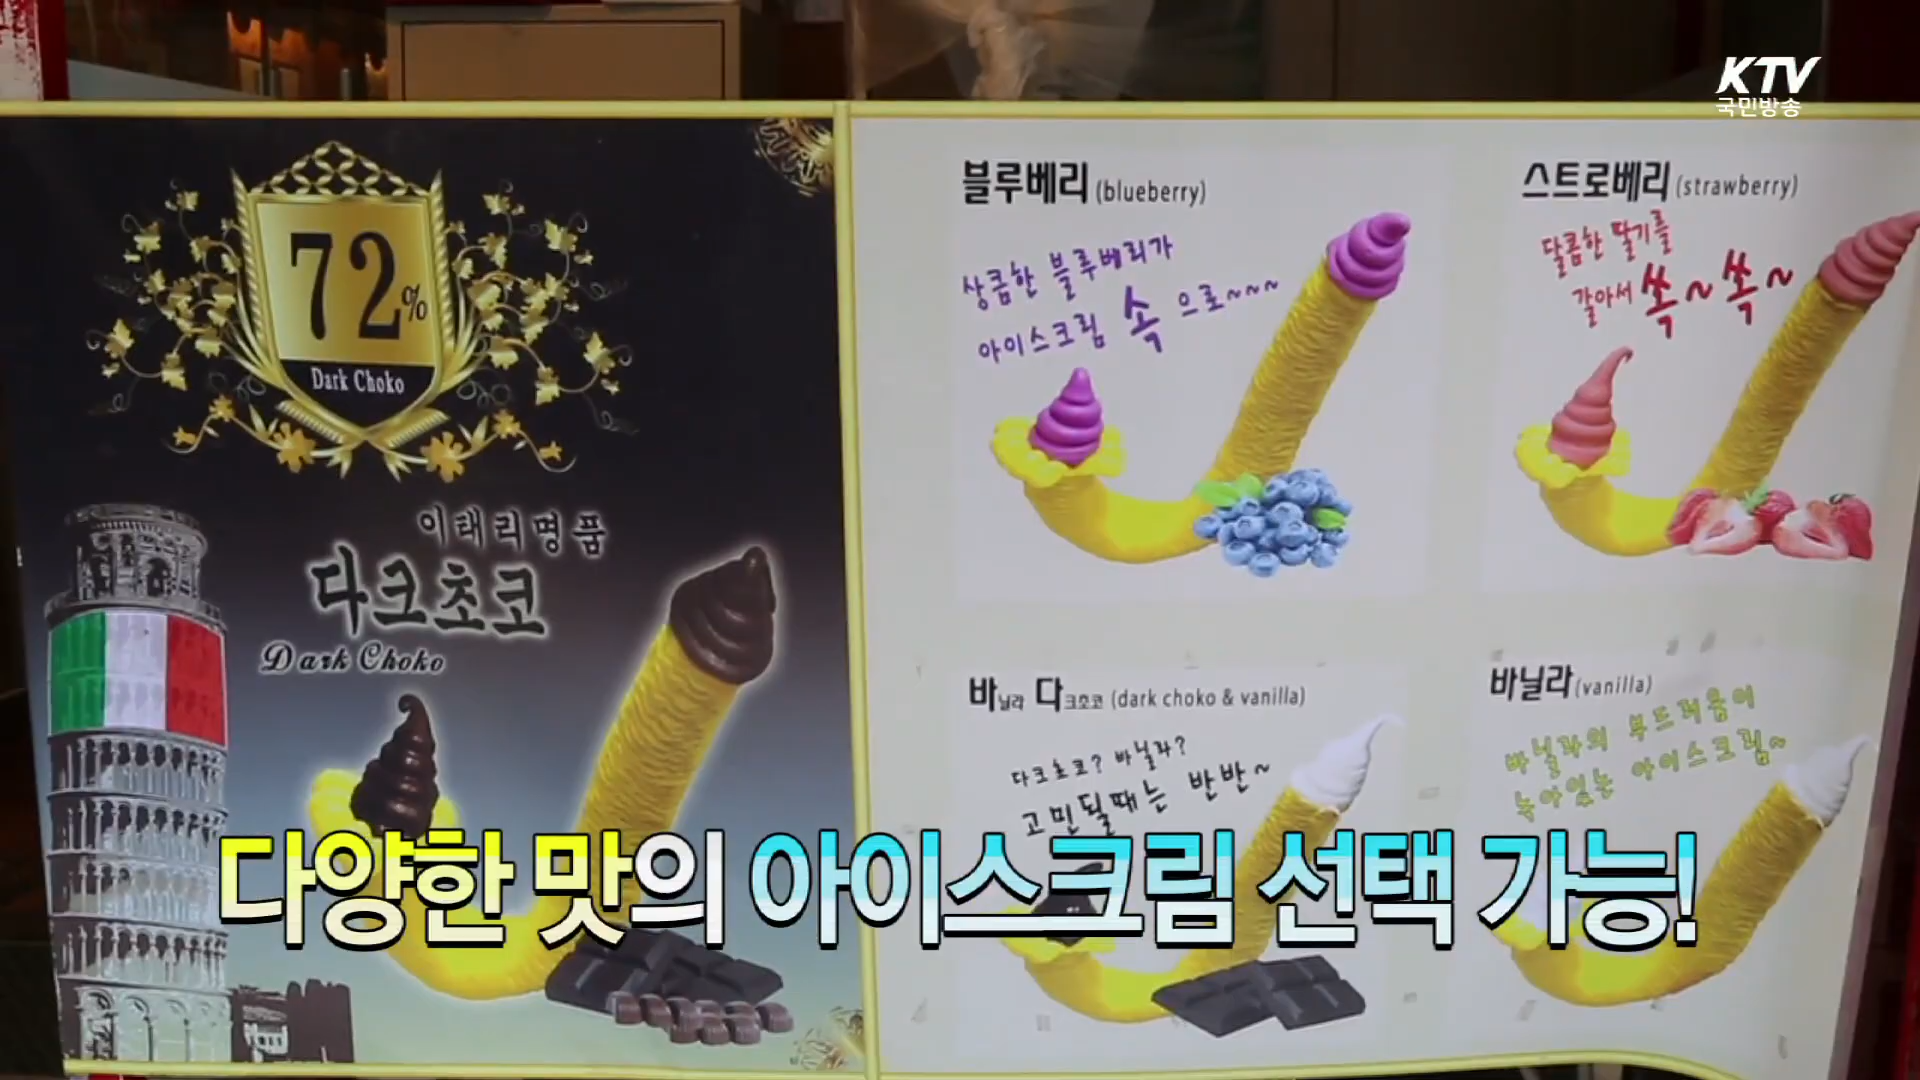 KTV
국민방송
72%
Dark Choko
이태리명품
다크초코
Dark Choko
블루베리 (blueberry)
상큼한 블루베리가
아이스크림 속 으로~~~
스트로베리 (strawberry)
달콤한 딸기를
갈아서 쏙~쏙~
바닐라 다크초코 (dark choko & vanilla)
다크초코? 바닐라?
고민될때는 반반~
바닐라 (vanilla)
바닐라의 부드러움이
녹아있는 아이스크림~
다양한 맛의 아이스크림 선택 가능!